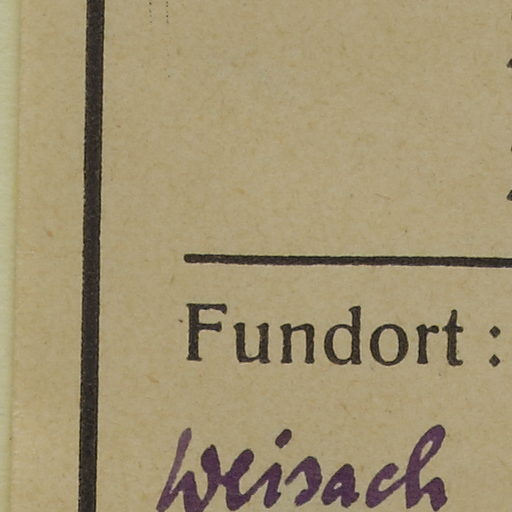 Fundort :
Weisach